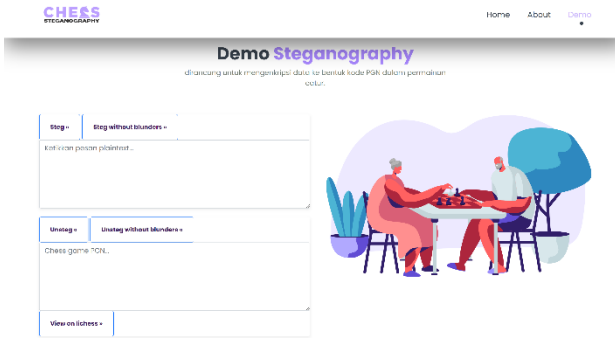 CHESS
STEGANOGRAPHY
Home About Demo
Demo Steganography
dirancang untuk mengenkripsi data ke bentuk kode PGN dalam permainan
catur.
Steg » Steg without blunders »
Ketikkan pesan plaintext...
Unsteg » Unsteg without blunders »
Chess game PGN...
View on lichess »